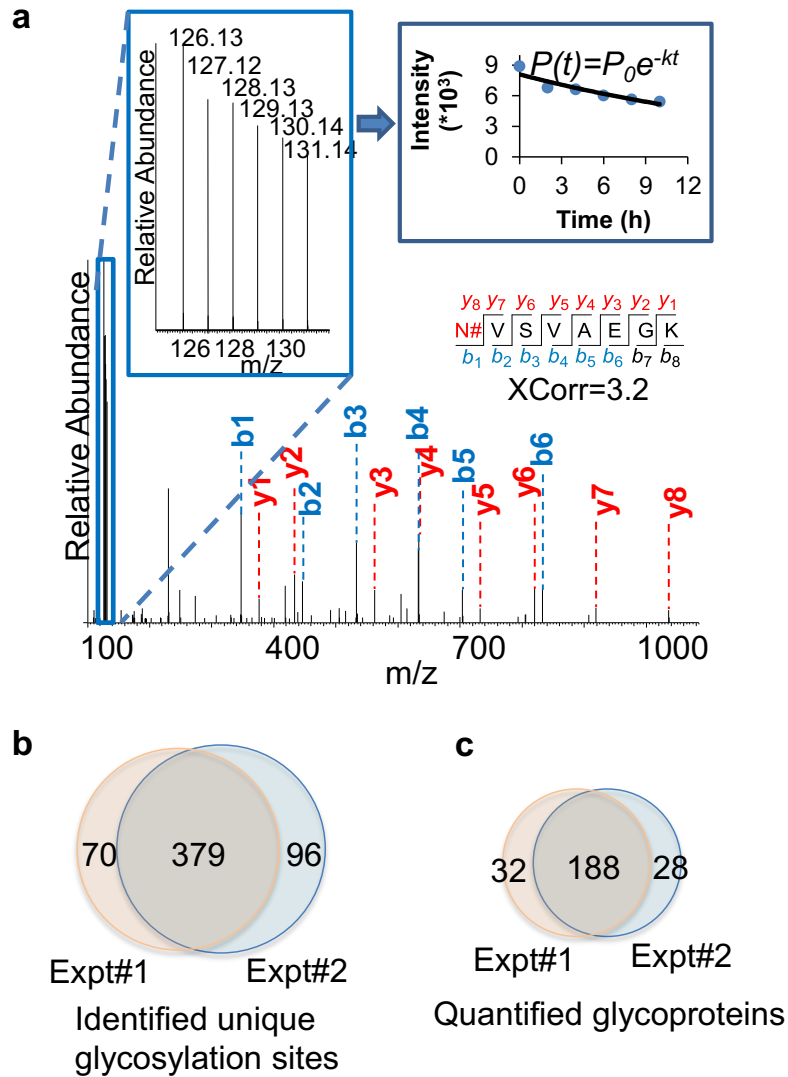 a
126.13
127.12
128.13
129.13
130.14
131.14
Relative Abundance
126 128 130
m/z
P(t)=P₀e⁻ᵏᵗ
Intensity
(*10³)
9
6
3
0
0 3 6 9 12
Time (h)
y₈ y₇ y₆ y₅ y₄ y₃ y₂ y₁
N# V S V A E G K
b₁ b₂ b₃ b₄ b₅ b₆ b₇ b₈
XCorr=3.2
Relative Abundance
b1
y1
y2
b2
b3
y3
b4
y4
b5
y5
y6
b6
y7
y8
100 400 700 1000
m/z
b
70 379 96
Expt#1 Expt#2
Identified unique
glycosylation sites
c
32 188 28
Expt#1 Expt#2
Quantified glycoproteins